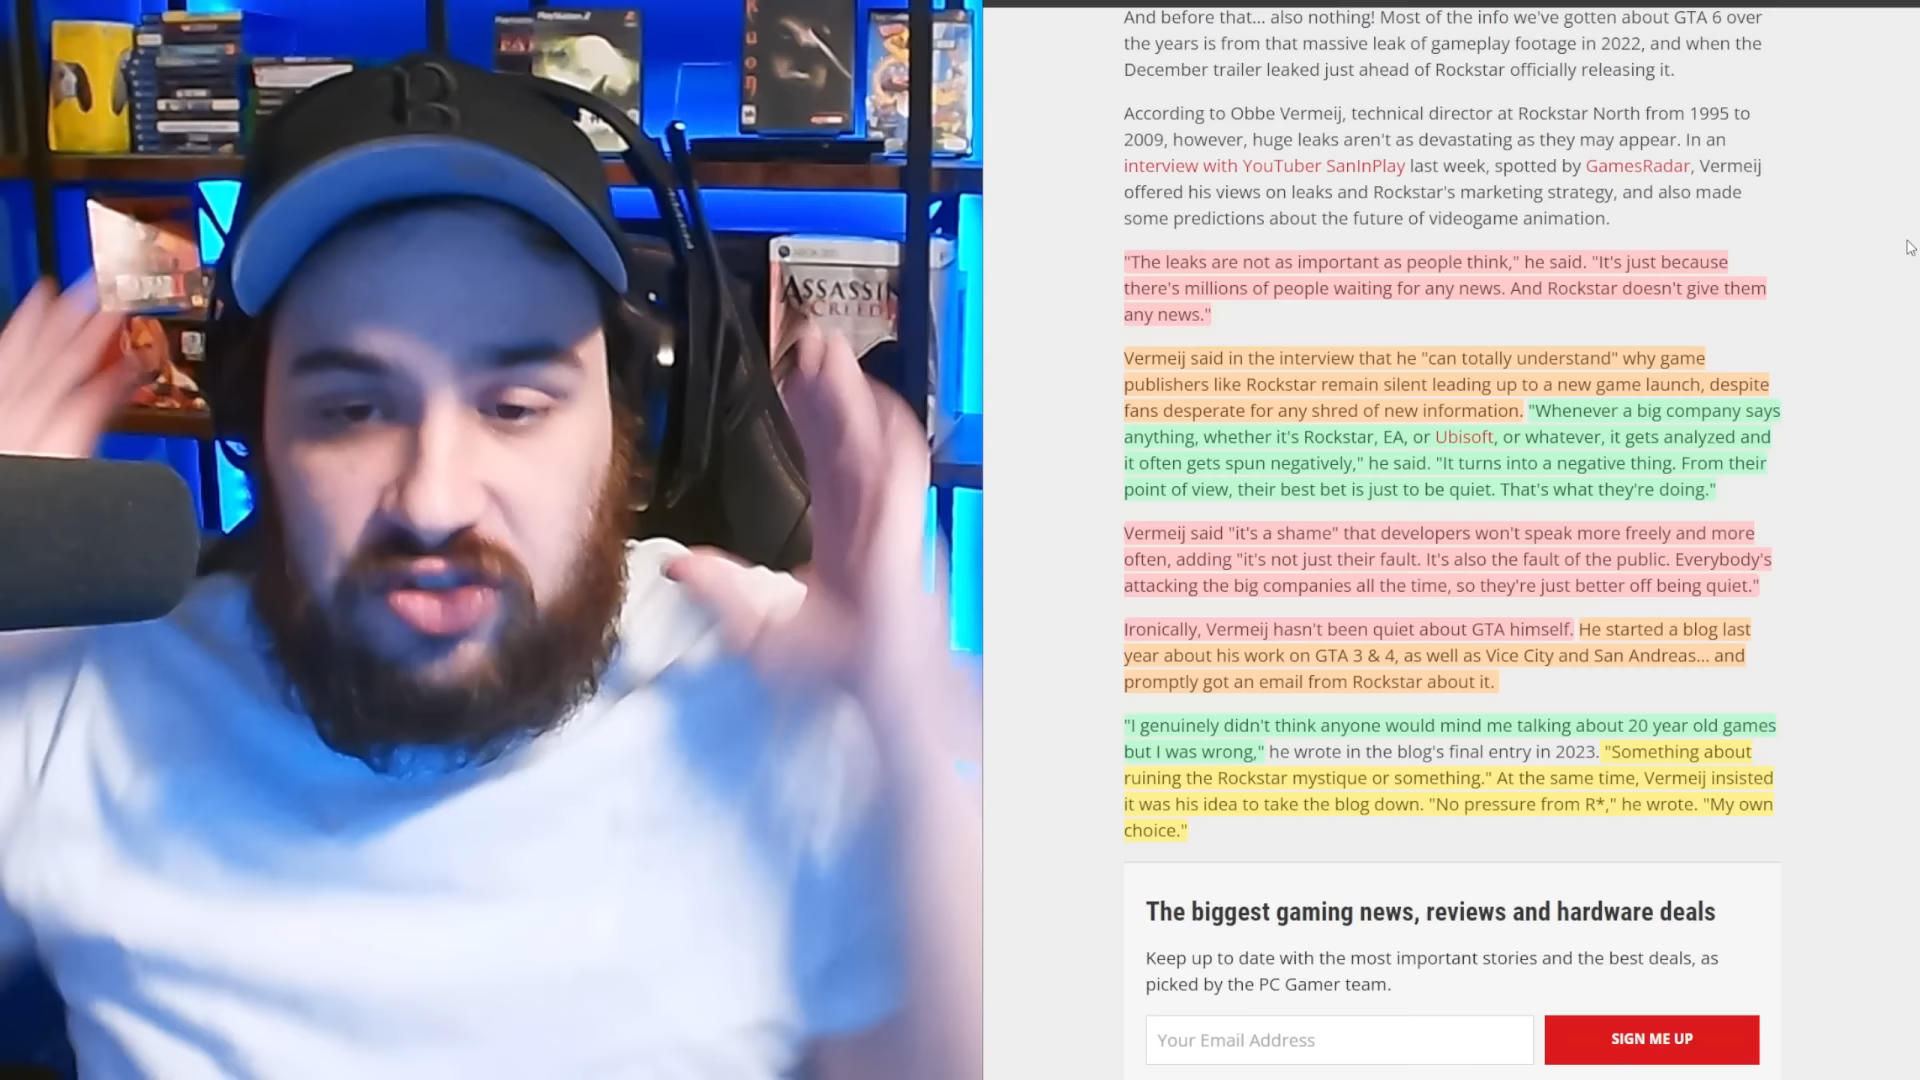 PlayStation 2
B
ASSASSIN'S
CREED
And before that... also nothing! Most of the info we've gotten about GTA 6 over
the years is from that massive leak of gameplay footage in 2022, and when the
December trailer leaked just ahead of Rockstar officially releasing it.
According to Obbe Vermeij, technical director at Rockstar North from 1995 to
2009, however, huge leaks aren't as devastating as they may appear. In an
interview with YouTuber SanInPlay last week, spotted by GamesRadar, Vermeij
offered his views on leaks and Rockstar's marketing strategy, and also made
some predictions about the future of videogame animation.
"The leaks are not as important as people think," he said. "It's just because
there's millions of people waiting for any news. And Rockstar doesn't give them
any news."
Vermeij said in the interview that he "can totally understand" why game
publishers like Rockstar remain silent leading up to a new game launch, despite
fans desperate for any shred of new information. "Whenever a big company says
anything, whether it's Rockstar, EA, or Ubisoft, or whatever, it gets analyzed and
it often gets spun negatively," he said. "It turns into a negative thing. From their
point of view, their best bet is just to be quiet. That's what they're doing."
Vermeij said "it's a shame" that developers won't speak more freely and more
often, adding "it's not just their fault. It's also the fault of the public. Everybody's
attacking the big companies all the time, so they're just better off being quiet."
Ironically, Vermeij hasn't been quiet about GTA himself. He started a blog last
year about his work on GTA 3 & 4, as well as Vice City and San Andreas... and
promptly got an email from Rockstar about it.
"I genuinely didn't think anyone would mind me talking about 20 year old games
but I was wrong," he wrote in the blog's final entry in 2023. "Something about
ruining the Rockstar mystique or something." At the same time, Vermeij insisted
it was his idea to take the blog down. "No pressure from R*," he wrote. "My own
choice."
The biggest gaming news, reviews and hardware deals
Keep up to date with the most important stories and the best deals, as
picked by the PC Gamer team.
Your Email Address
SIGN ME UP